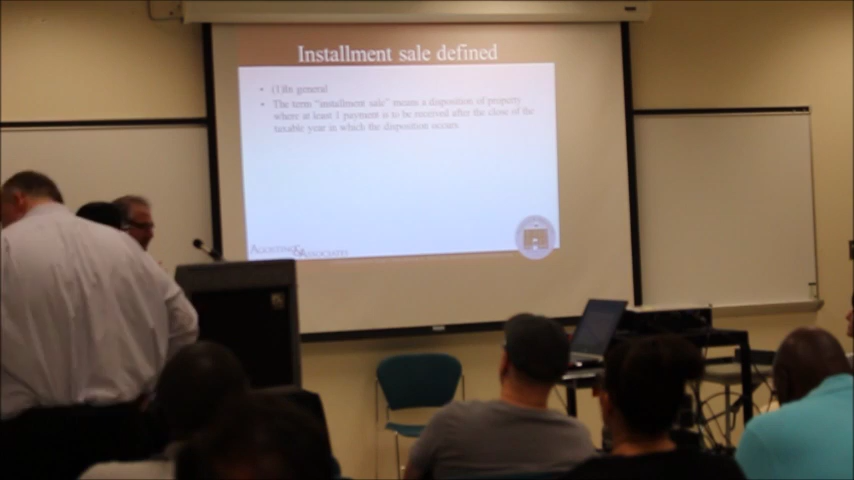 Installment sale defined
• (1)In general
• The term "installment sale" means a disposition of property
where at least 1 payment is to be received after the close of the
taxable year in which the disposition occurs
& ASSOCIATES